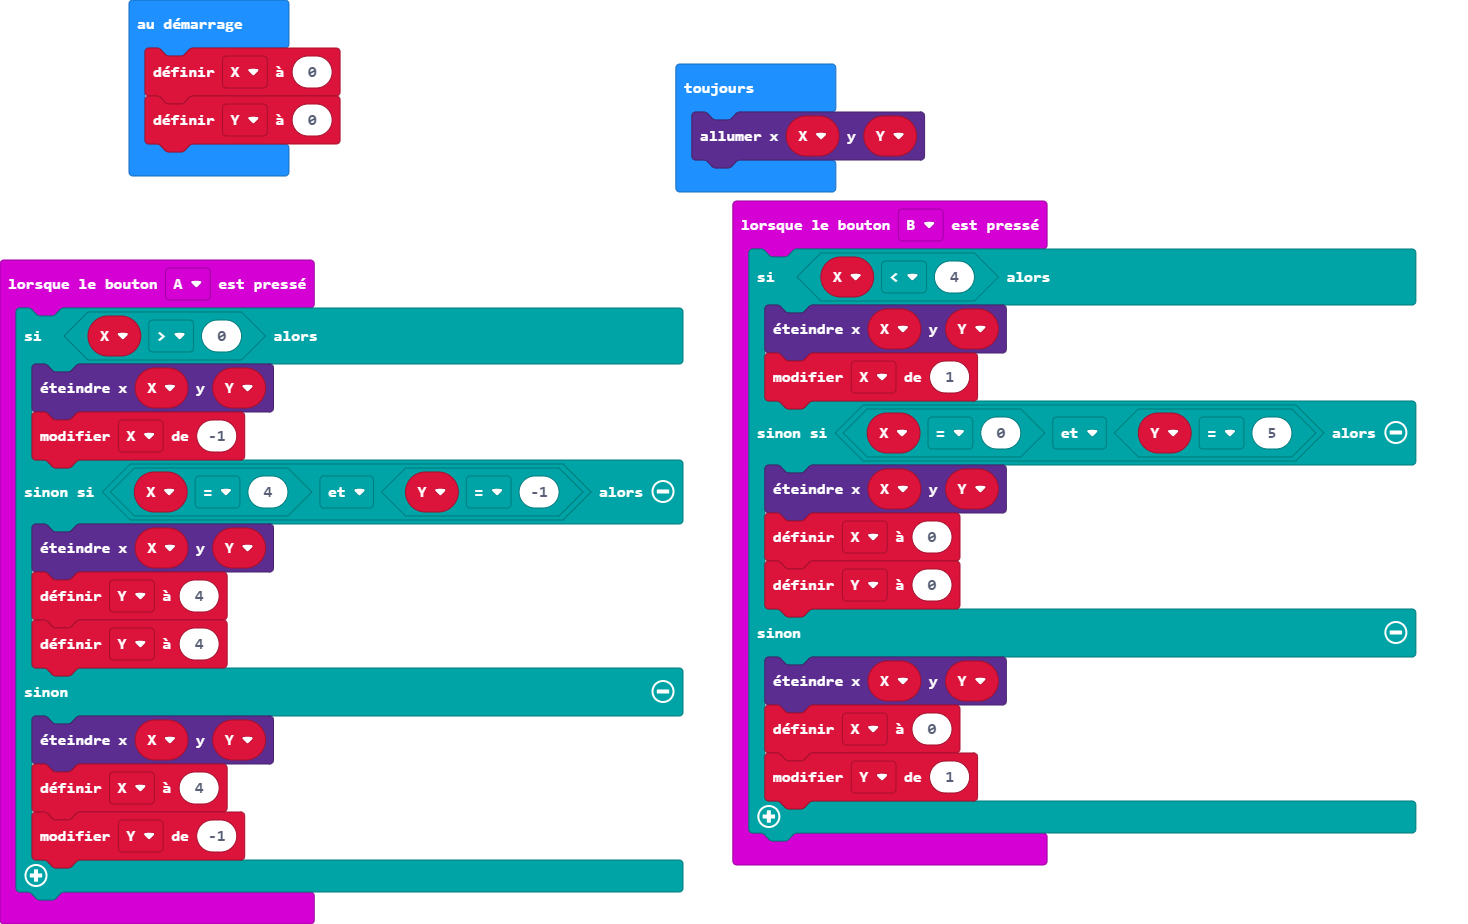 au démarrage
définir X à 0
définir Y à 0
toujours
allumer x X y Y
lorsque le bouton A est pressé
si X > 0 alors
éteindre x X y Y
modifier X de -1
sinon si X = 4 et Y = -1 alors
éteindre x X y Y
définir Y à 4
définir Y à 4
sinon
éteindre x X y Y
définir X à 4
modifier Y de -1
lorsque le bouton B est pressé
si X < 4 alors
éteindre x X y Y
modifier X de 1
sinon si X = 0 et Y = 5 alors
éteindre x X y Y
définir X à 0
définir Y à 0
sinon
éteindre x X y Y
définir X à 0
modifier Y de 1